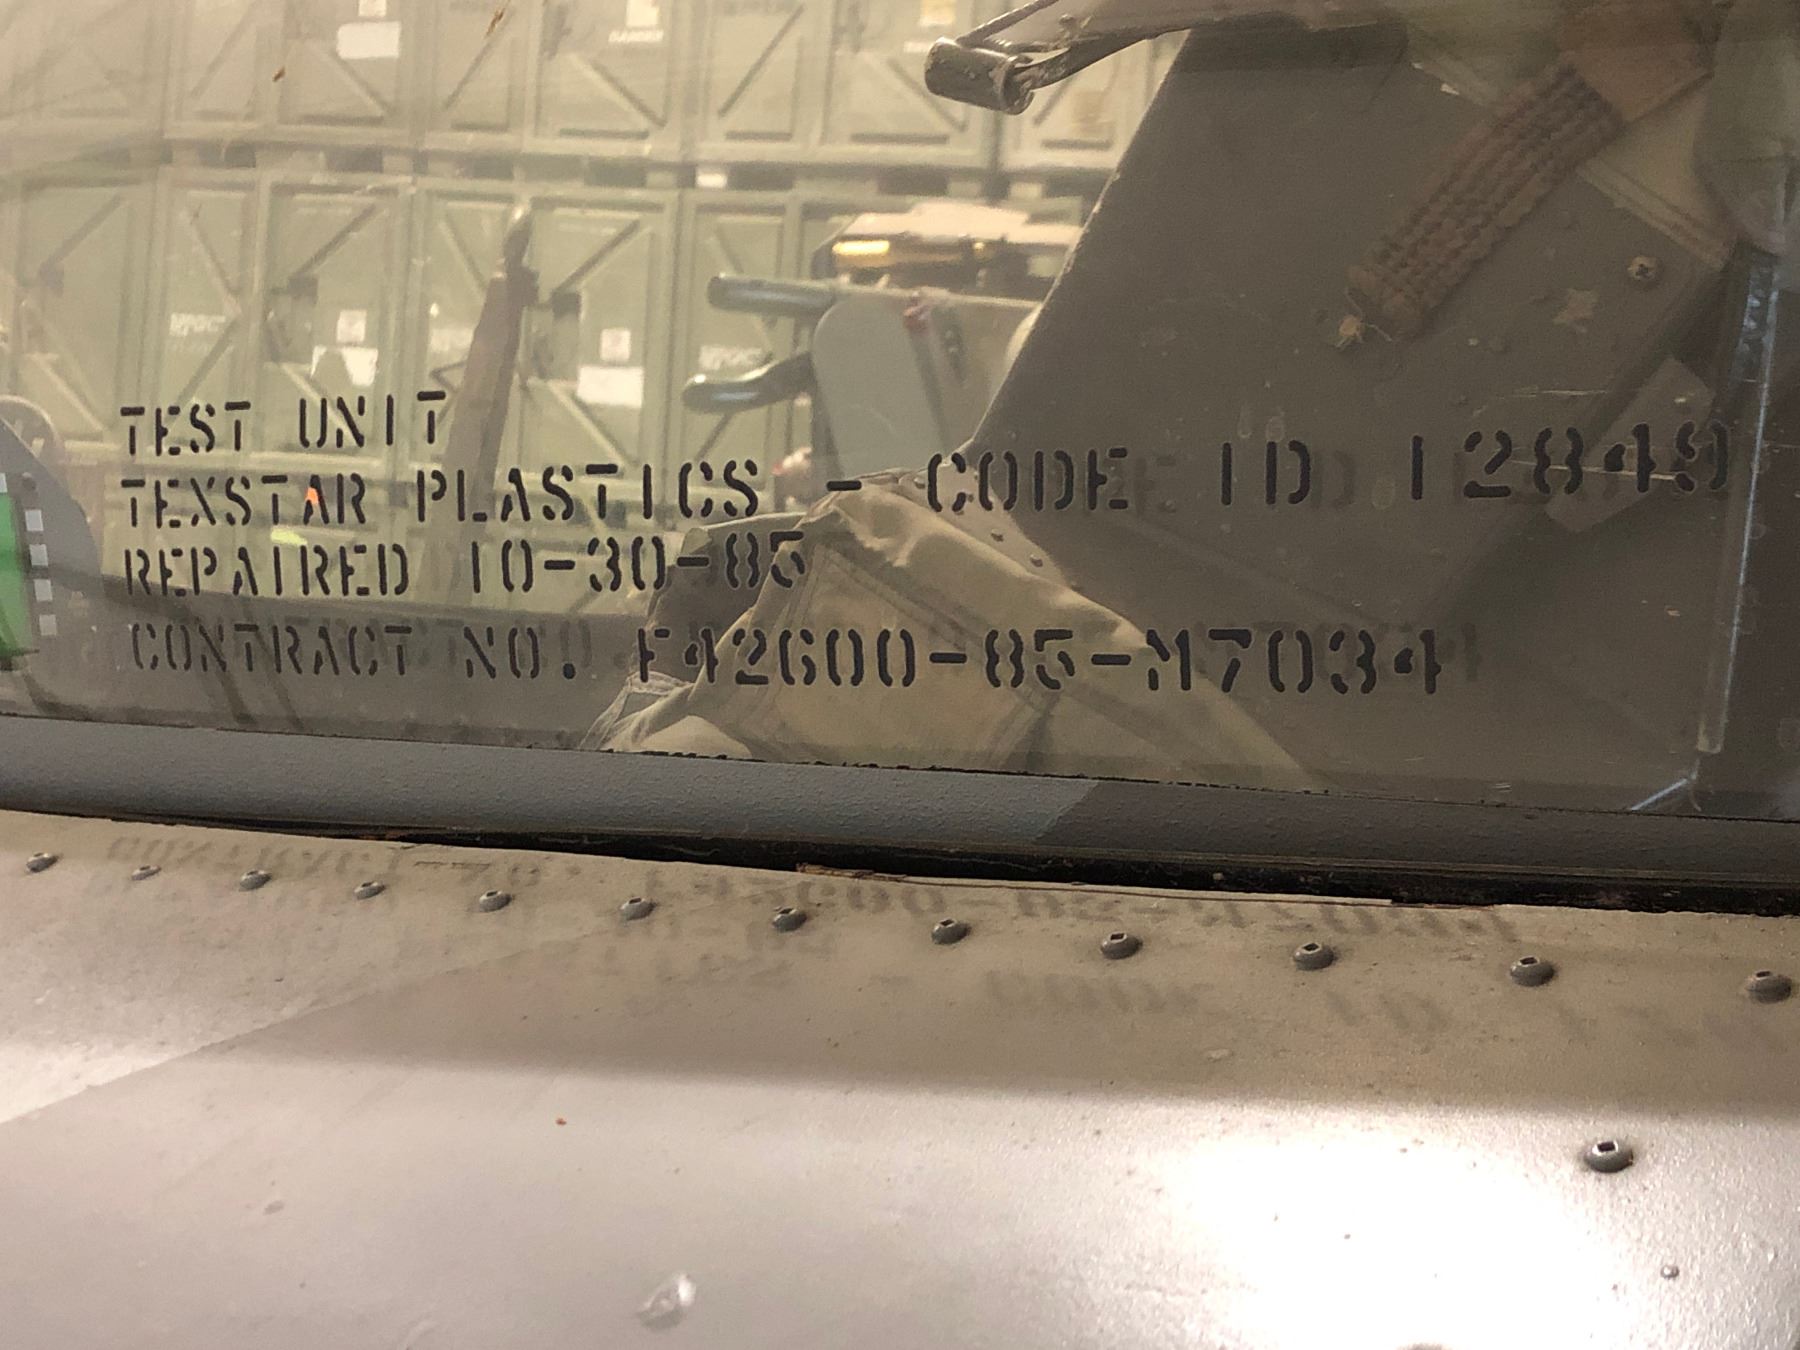 TEST UNIT
TEXSTAR PLASTICS - CODE ID 12849
REPAIRED 10-30-85
CONTRACT NO. F42600-85-M7034